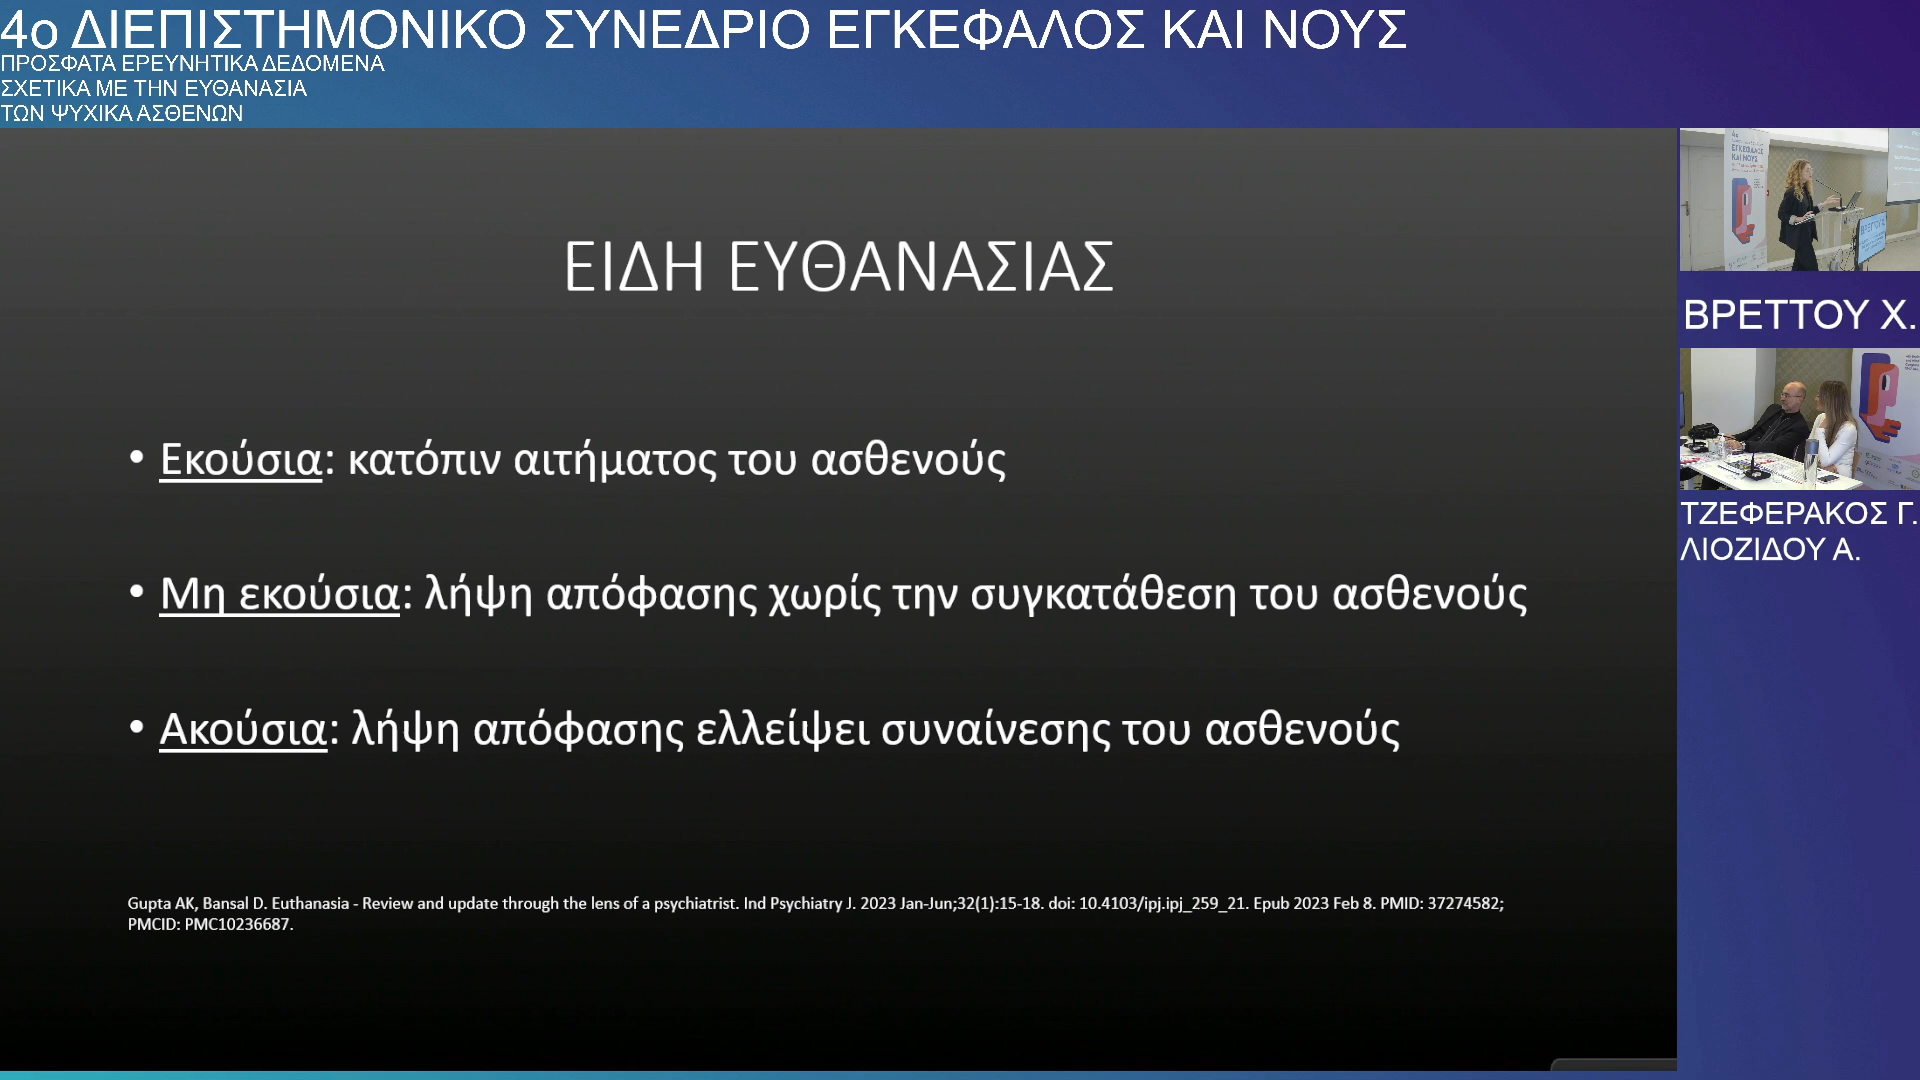 4ο ΔΙΕΠΙΣΤΗΜΟΝΙΚΟ ΣΥΝΕΔΡΙΟ ΕΓΚΕΦΑΛΟΣ ΚΑΙ ΝΟΥΣ
ΠΡΟΣΦΑΤΑ ΕΡΕΥΝΗΤΙΚΑ ΔΕΔΟΜΕΝΑ
ΣΧΕΤΙΚΑ ΜΕ ΤΗΝ ΕΥΘΑΝΑΣΙΑ
ΤΩΝ ΨΥΧΙΚΑ ΑΣΘΕΝΩΝ
ΕΙΔΗ ΕΥΘΑΝΑΣΙΑΣ
• Εκούσια: κατόπιν αιτήματος του ασθενούς
• Μη εκούσια: λήψη απόφασης χωρίς την συγκατάθεση του ασθενούς
• Ακούσια: λήψη απόφασης ελλείψει συναίνεσης του ασθενούς
Gupta AK, Bansal D. Euthanasia - Review and update through the lens of a psychiatrist. Ind Psychiatry J. 2023 Jan-Jun;32(1):15-18. doi: 10.4103/ipj.ipj_259_21. Epub 2023 Feb 8. PMID: 37274582;
PMCID: PMC10236687.
ΕΓΚΕΦΑΛΟΣ
ΚΑΙ ΝΟΥΣ
ΒΡΕΤΤΟΥ Χ.
ΤΖΕΦΕΡΑΚΟΣ Γ.
ΛΙΟΖΙΔΟΥ Α.